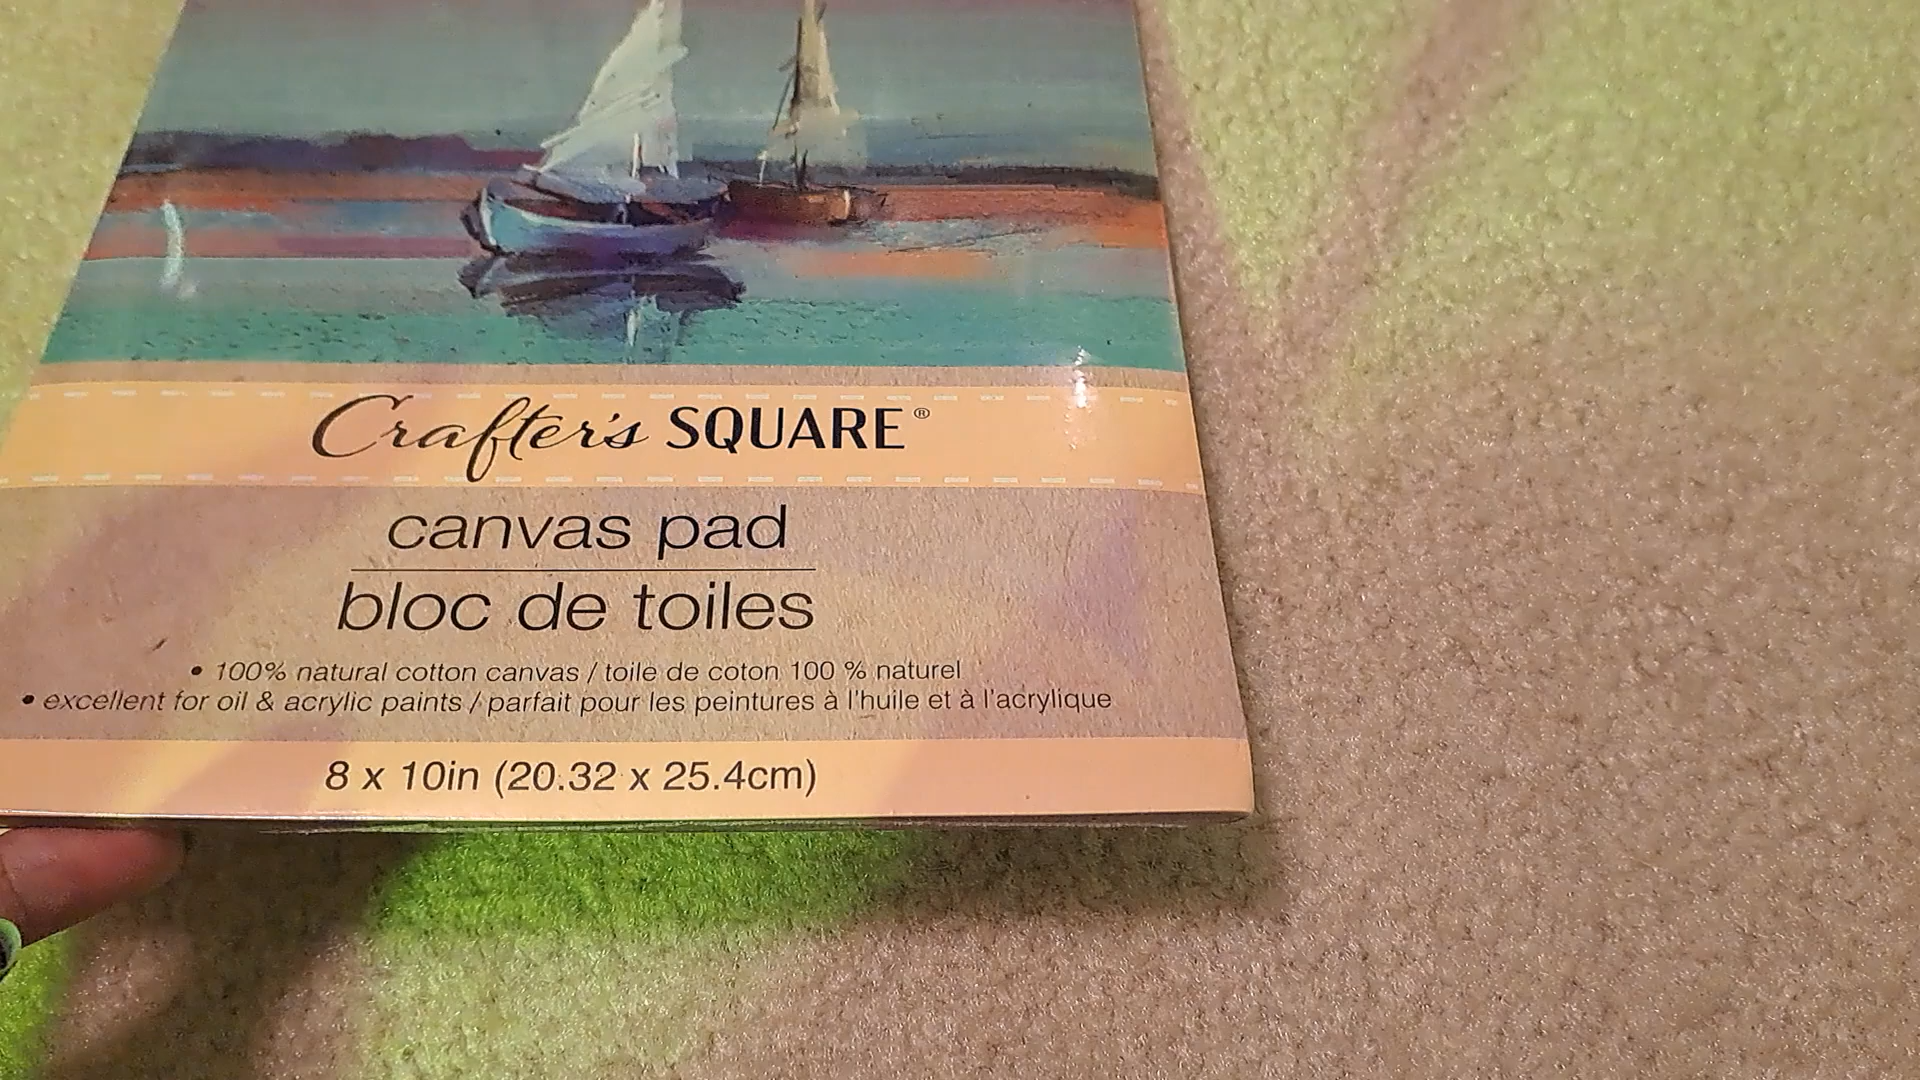 Crafter's SQUARE®
canvas pad
bloc de toiles
• 100% natural cotton canvas / toile de coton 100 % naturel
• excellent for oil & acrylic paints / parfait pour les peintures à l'huile et à l'acrylique
8 x 10in (20.32 x 25.4cm)